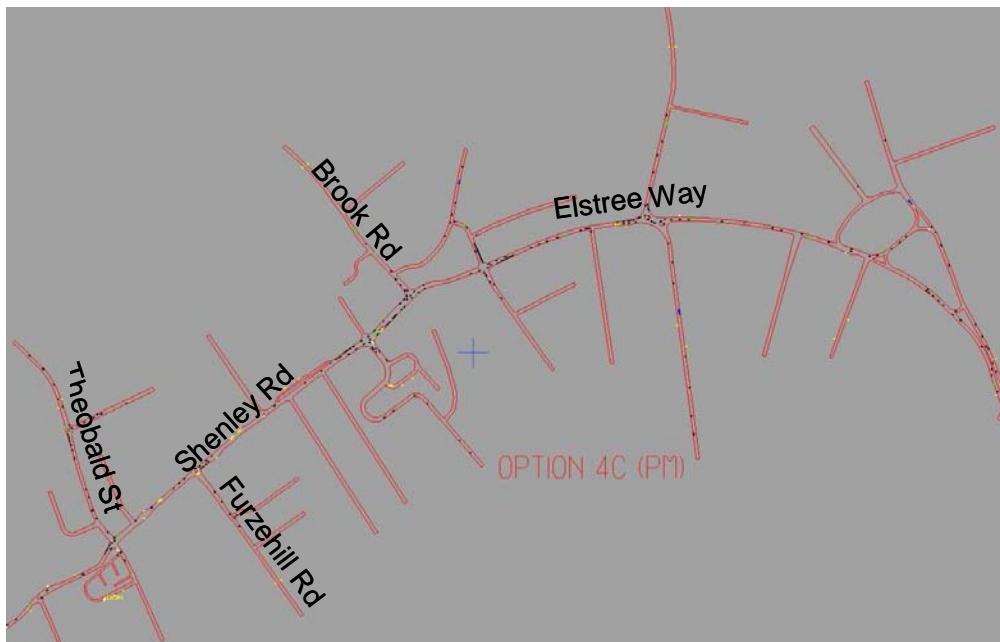 Brook Rd
Elstree Way
Theobald St
Shenley Rd
Furzehill Rd
OPTION 4C (PM)